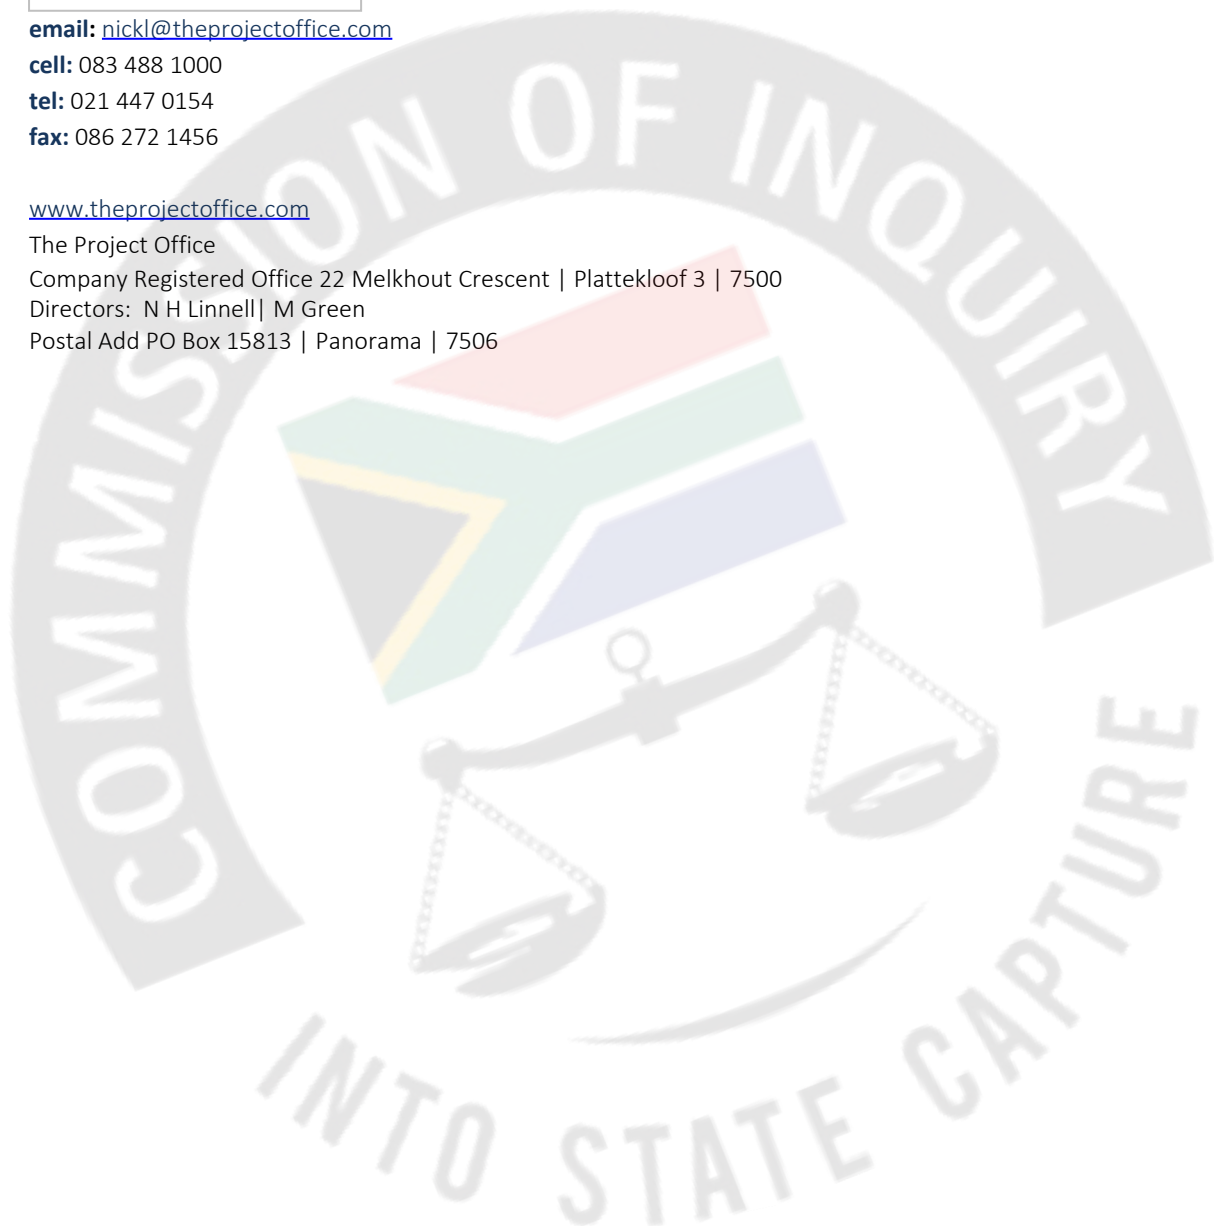 email: nickl@theprojectoffice.com
cell: 083 488 1000
tel: 021 447 0154
fax: 086 272 1456
www.theprojectoffice.com
The Project Office
Company Registered Office 22 Melkhout Crescent | Plattekloof 3 | 7500
Directors:  N H Linnell| M Green
Postal Add PO Box 15813 | Panorama | 7506
COMMISSION OF INQUIRY
INTO STATE CAPTURE